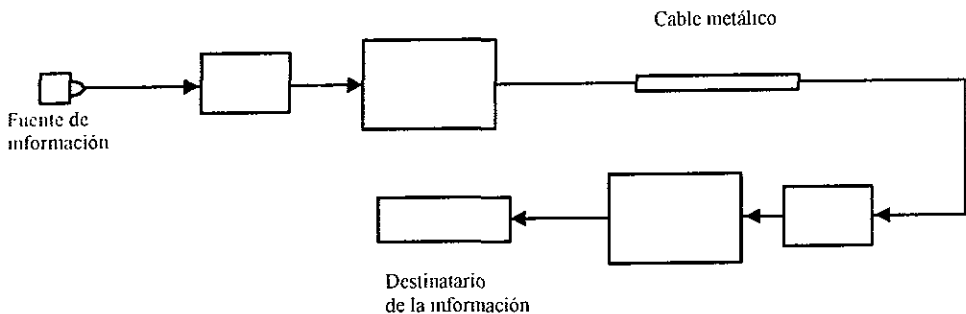 Cable metálico
Fuente de
información
Destinatario
de la información